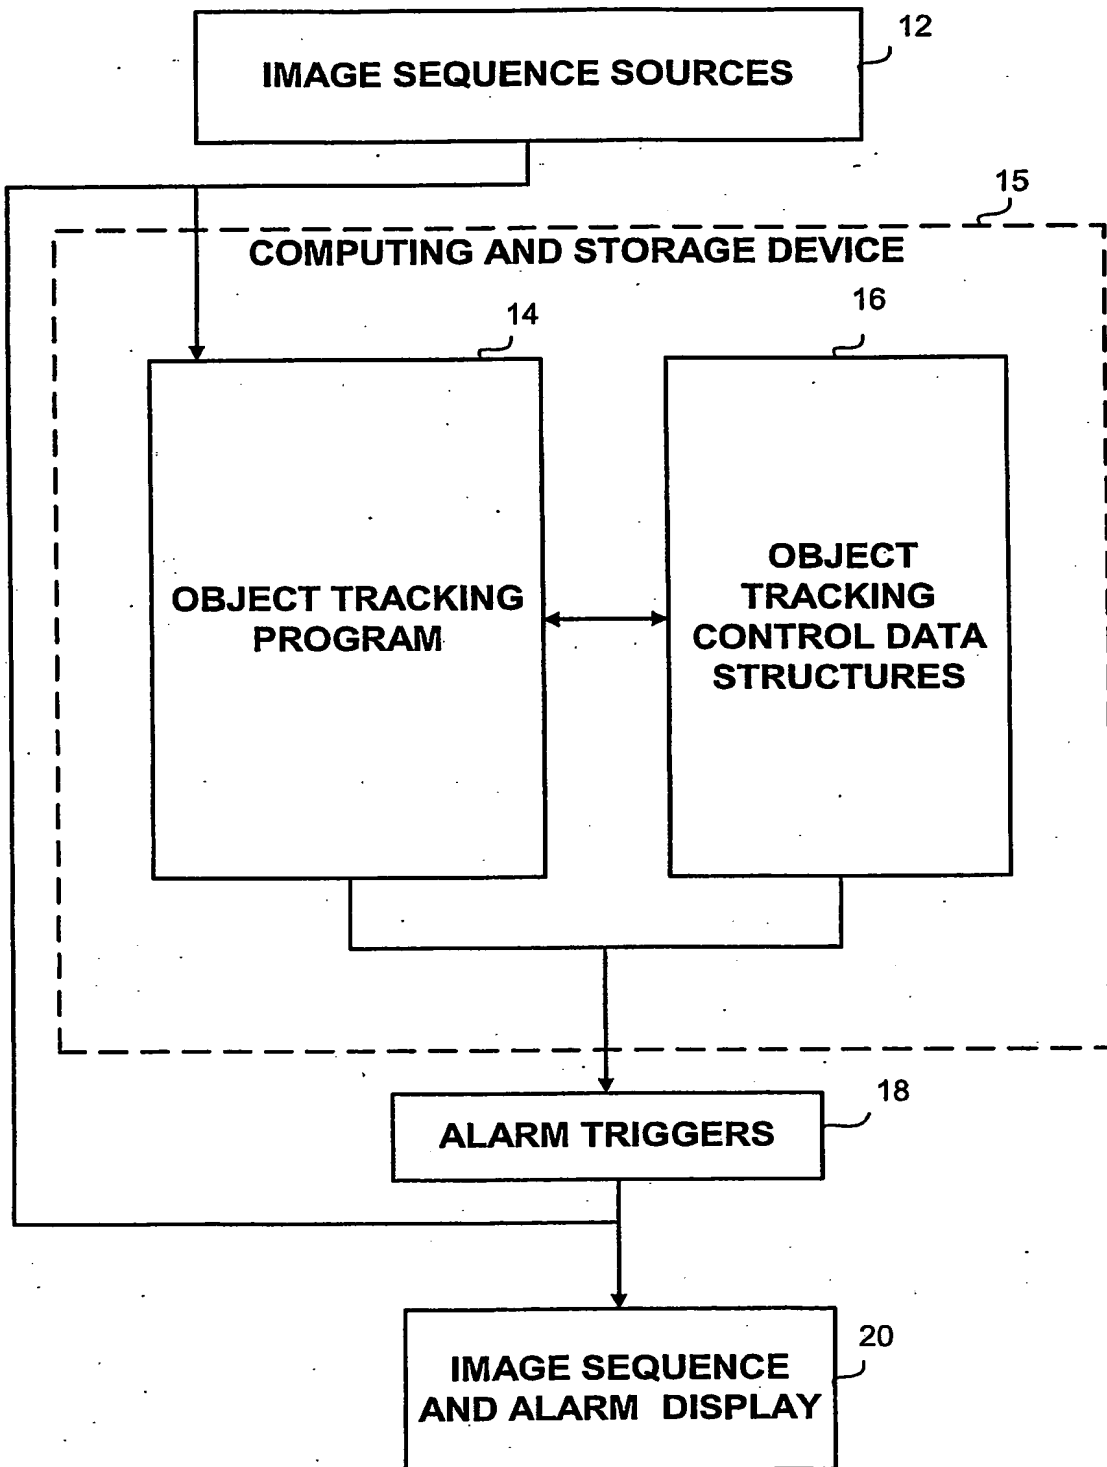 12
IMAGE SEQUENCE SOURCES
15
COMPUTING AND STORAGE DEVICE
14
16
OBJECT TRACKING
PROGRAM
OBJECT
TRACKING
CONTROL DATA
STRUCTURES
18
ALARM TRIGGERS
20
IMAGE SEQUENCE
AND ALARM DISPLAY